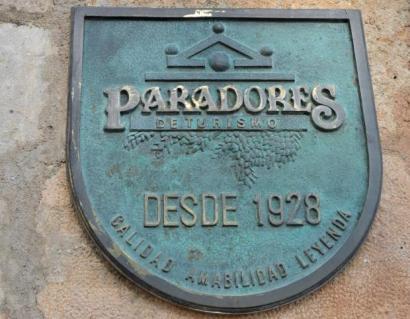 PARADORES
DE TURISMO
DESDE 1928
CALIDAD AMABILIDAD LEYENDA